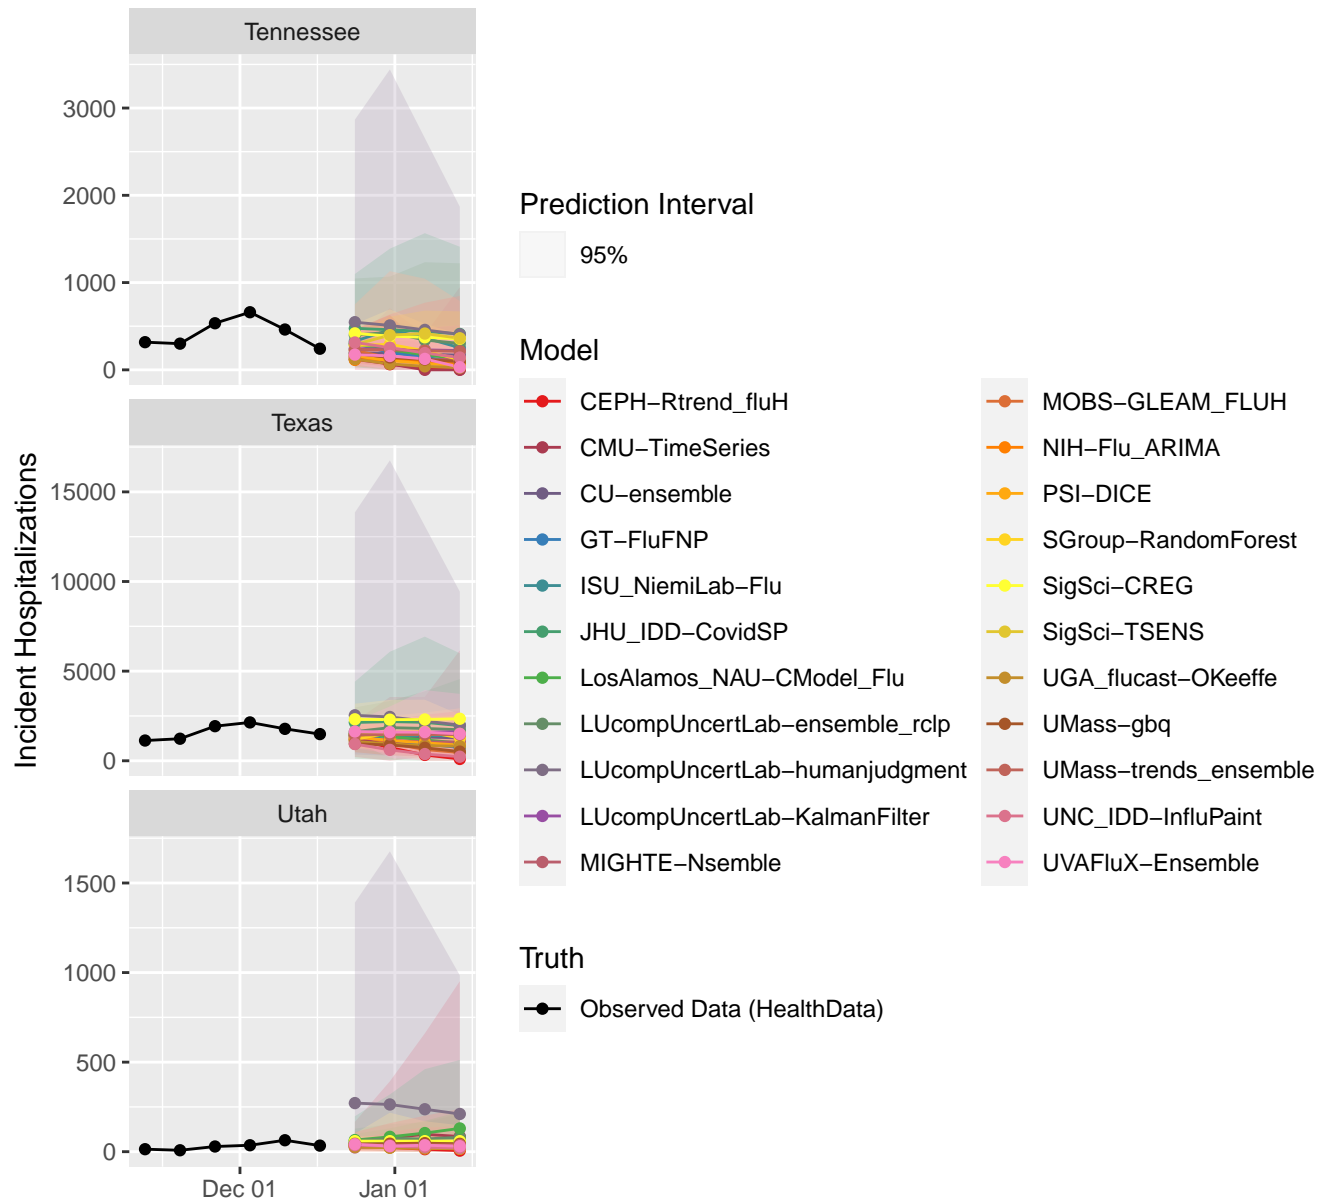 Tennessee
3000
2000
1000
0
Texas
15000
10000
5000
0
Utah
1500
1000
500
0
Dec 01
Jan 01
Incident Hospitalizations
Prediction Interval
95%
Model
CEPH−Rtrend_fluH
CMU−TimeSeries
CU−ensemble
GT−FluFNP
ISU_NiemiLab−Flu
JHU_IDD−CovidSP
LosAlamos_NAU−CModel_Flu
LUcompUncertLab−ensemble_rclp
LUcompUncertLab−humanjudgment
LUcompUncertLab−KalmanFilter
MIGHTE−Nsemble
MOBS−GLEAM_FLUH
NIH−Flu_ARIMA
PSI−DICE
SGroup−RandomForest
SigSci−CREG
SigSci−TSENS
UGA_flucast−OKeeffe
UMass−gbq
UMass−trends_ensemble
UNC_IDD−InfluPaint
UVAFluX−Ensemble
Truth
Observed Data (HealthData)